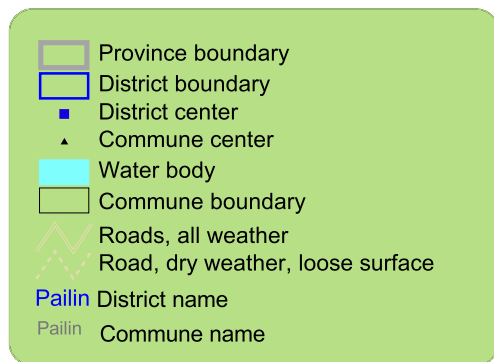 Province boundary
District boundary
District center
Commune center
Water body
Commune boundary
Roads, all weather
Road, dry weather, loose surface
Pailin District name
Pailin Commune name